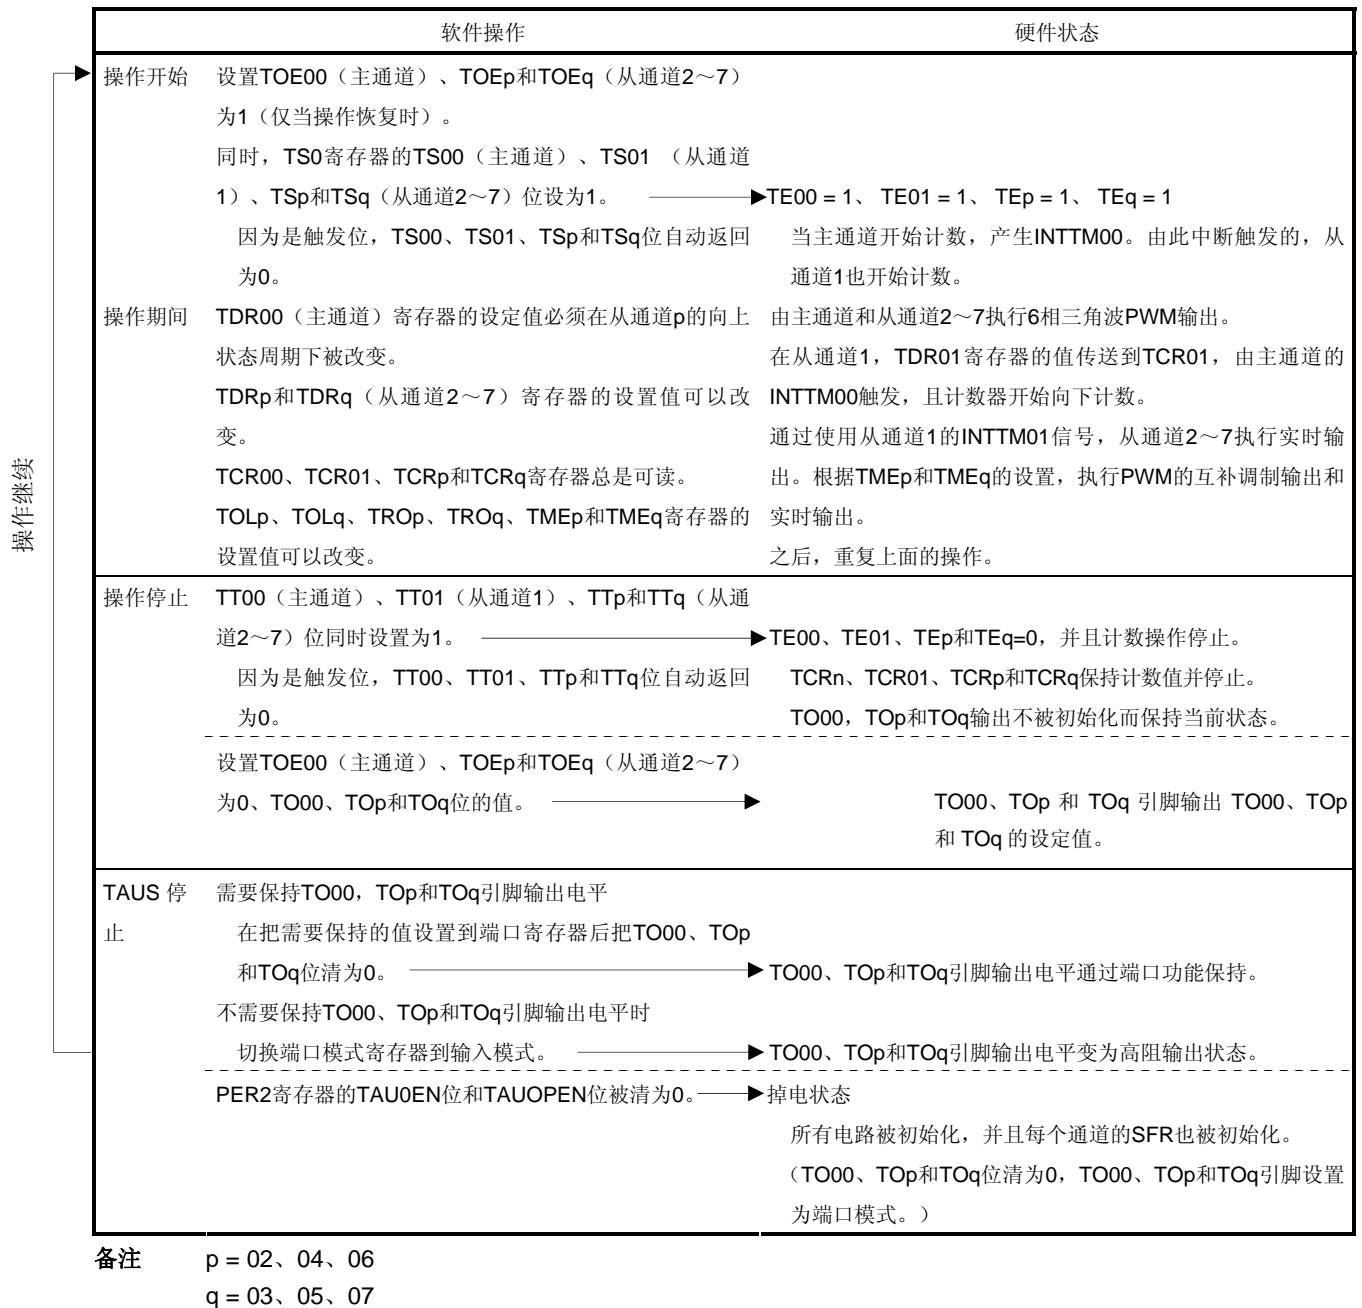 软件操作
硬件状态
操作继续
操作开始
设置TOE00（主通道）、TOEp和TOEq（从通道2～7）
为1（仅当操作恢复时）。
同时，TS0寄存器的TS00（主通道）、TS01 （从通道
1）、TSp和TSq（从通道2～7）位设为1。
因为是触发位，TS00、TS01、TSp和TSq位自动返回
为0。
TE00 = 1、 TE01 = 1、 TEp = 1、 TEq = 1
当主通道开始计数，产生INTTM00。由此中断触发的，从
通道1也开始计数。
操作期间
TDR00（主通道）寄存器的设定值必须在从通道p的向上
状态周期下被改变。
TDRp和TDRq（从通道2～7）寄存器的设置值可以改
变。
TCR00、TCR01、TCRp和TCRq寄存器总是可读。
TOLp、TOLq、TROp、TROq、TMEp和TMEq寄存器的
设置值可以改变。
由主通道和从通道2～7执行6相三角波PWM输出。
在从通道1，TDR01寄存器的值传送到TCR01，由主通道的
INTTM00触发，且计数器开始向下计数。
通过使用从通道1的INTTM01信号，从通道2～7执行实时输
出。根据TMEp和TMEq的设置，执行PWM的互补调制输出和
实时输出。
之后，重复上面的操作。
操作停止
TT00（主通道）、TT01（从通道1）、TTp和TTq（从通
道2～7）位同时设置为1。
因为是触发位，TT00、TT01、TTp和TTq位自动返回
为0。
TE00、TE01、TEp和TEq=0，并且计数操作停止。
TCRn、TCR01、TCRp和TCRq保持计数值并停止。
TO00，TOp和TOq输出不被初始化而保持当前状态。
设置TOE00（主通道）、TOEp和TOEq（从通道2～7）
为0、TO00、TOp和TOq位的值。
TO00、TOp 和 TOq 引脚输出 TO00、TOp
和 TOq 的设定值。
TAUS 停
止
需要保持TO00，TOp和TOq引脚输出电平
在把需要保持的值设置到端口寄存器后把TO00、TOp
和TOq位清为0。
TO00、TOp和TOq引脚输出电平通过端口功能保持。
不需要保持TO00、TOp和TOq引脚输出电平时
切换端口模式寄存器到输入模式。
TO00、TOp和TOq引脚输出电平变为高阻输出状态。
PER2寄存器的TAU0EN位和TAUOPEN位被清为0。
掉电状态
所有电路被初始化，并且每个通道的SFR也被初始化。
（TO00、TOp和TOq位清为0，TO00、TOp和TOq引脚设置
为端口模式。）
备注 p = 02、04、06
q = 03、05、07